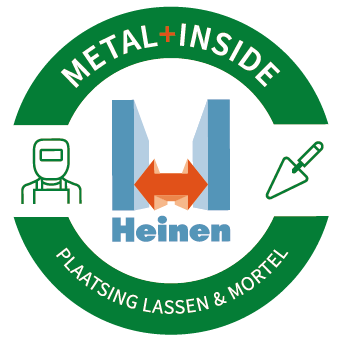 METAL+INSIDE
Heinen
PLAATSING LASSEN & MORTEL